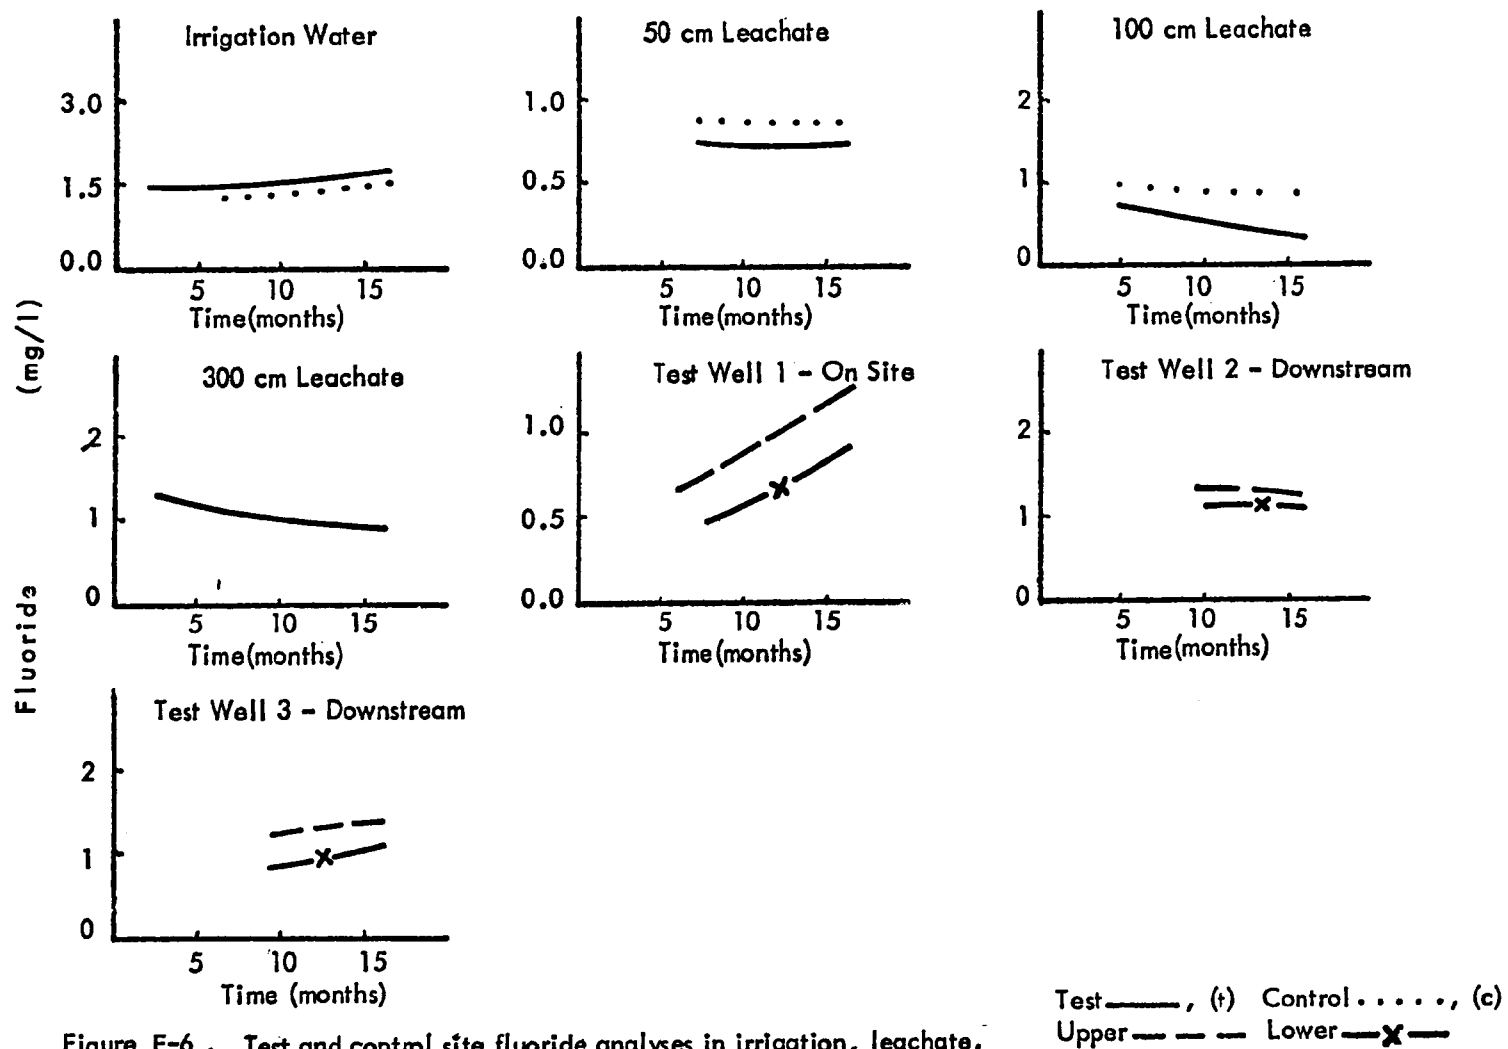 Irrigation Water
3.0
1.5
0.0
5 10 15
Time(months)
50 cm Leachate
1.0
0.5
0.0
5 10 15
Time(months)
100 cm Leachate
2
1
0
5 10 15
Time(months)
Fluoride (mg/l)
300 cm Leachate
2
1
0
5 10 15
Time(months)
Test Well 1 - On Site
1.0
0.5
0.0
5 10 15
Time(months)
Test Well 2 - Downstream
2
1
0
5 10 15
Time(months)
Test Well 3 - Downstream
2
1
0
5 10 15
Time (months)
Test, (t) Control . . . . ., (c)
Upper Lower X
Figure E-6 . Test and control site fluoride analyses in irrigation, leachate,